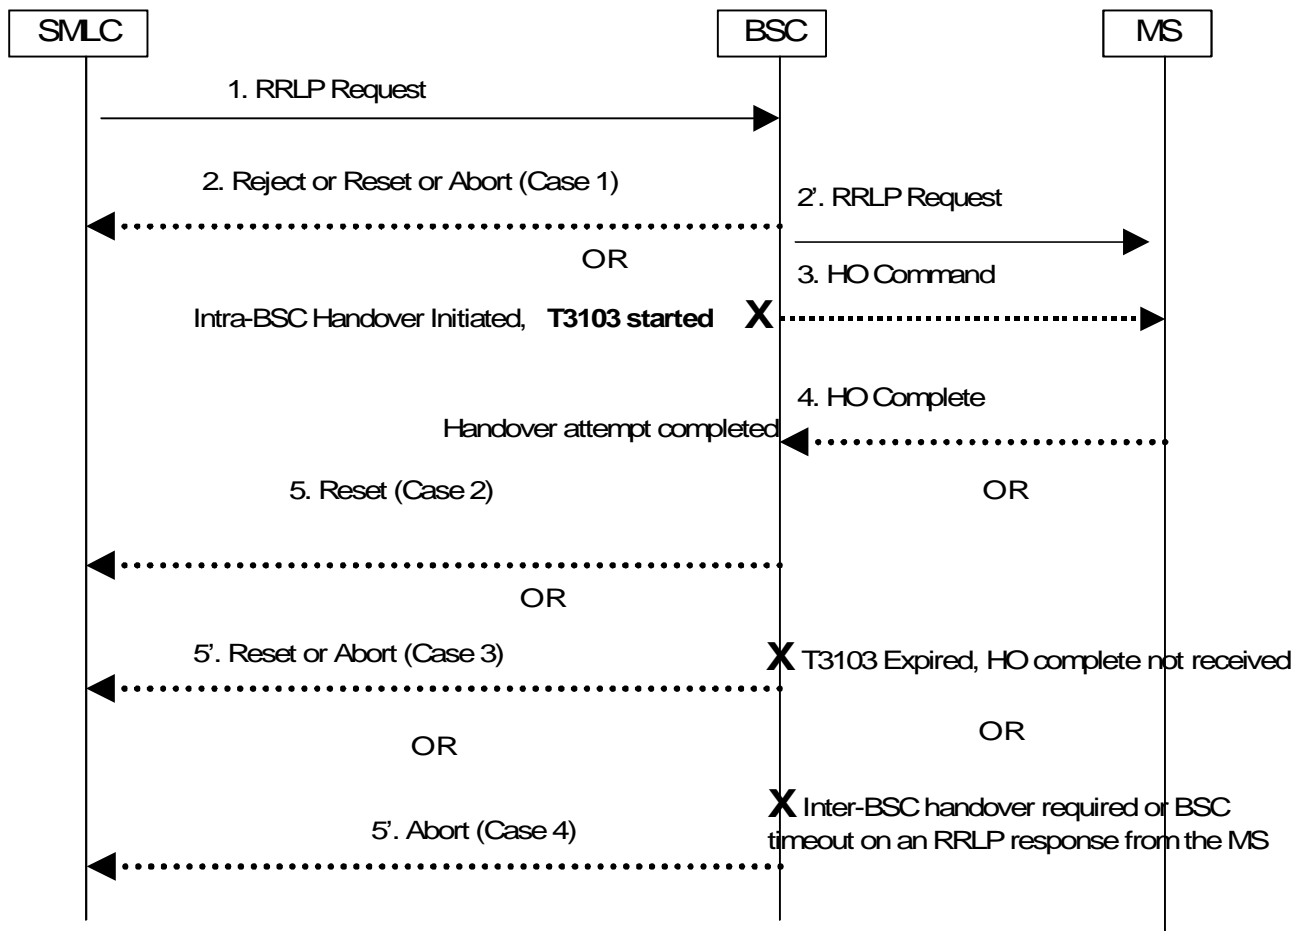 SMLC
BSC
MS
1. RRLP Request
2. Reject or Reset or Abort (Case 1)
2'. RRLP Request
OR
3. HO Command
Intra-BSC Handover Initiated, T3103 started X
4. HO Complete
Handover attempt completed
5. Reset (Case 2)
OR
OR
5'. Reset or Abort (Case 3)
X T3103 Expired, HO complete not received
OR
OR
X Inter-BSC handover required or BSC
timeout on an RRLP response from the MS
5'. Abort (Case 4)